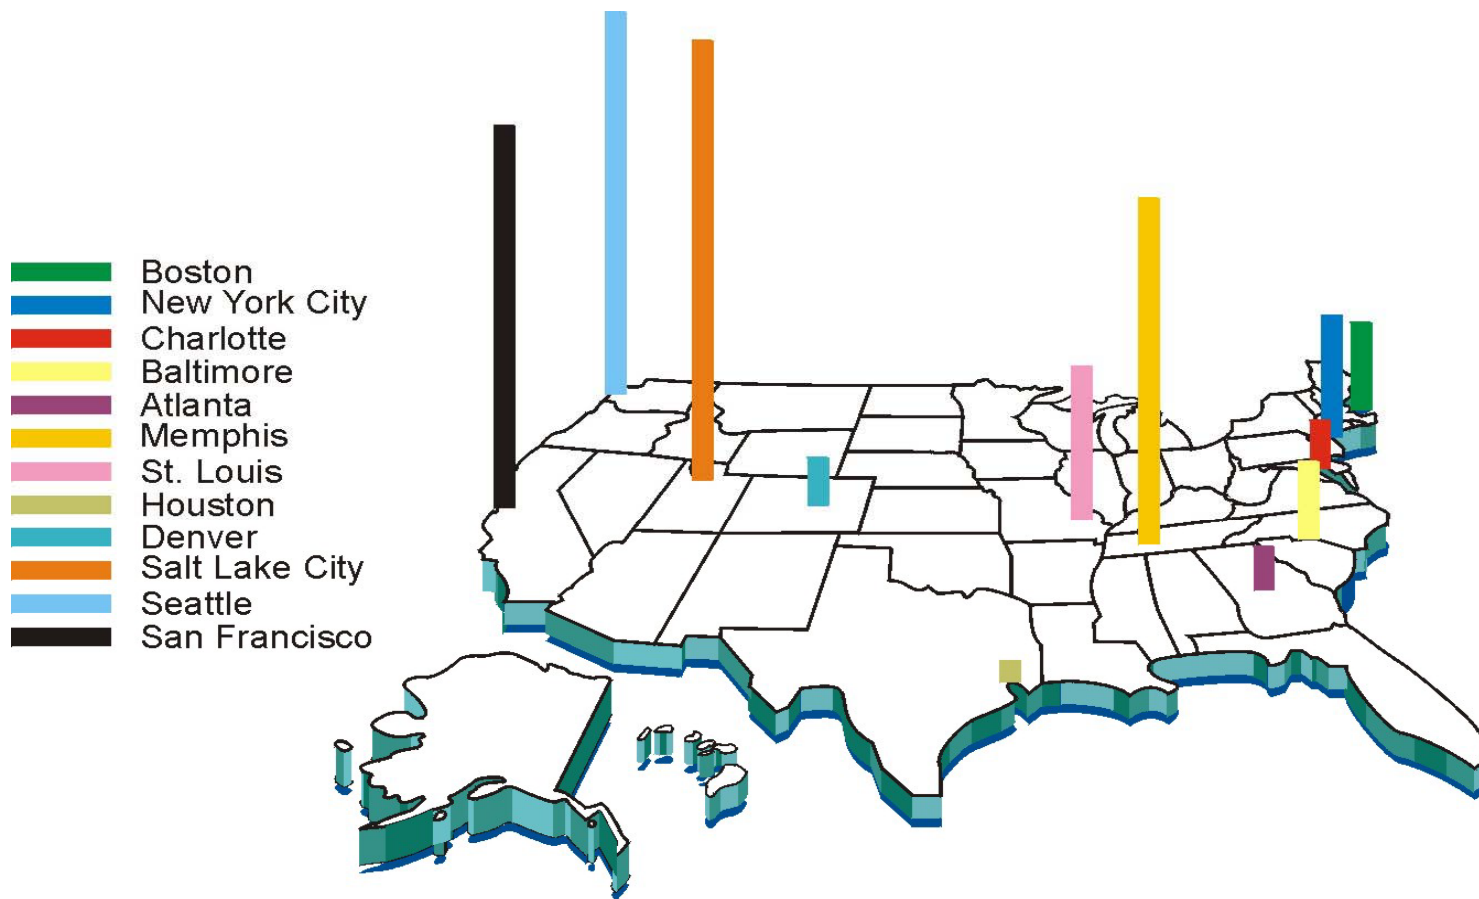 Boston
New York City
Charlotte
Baltimore
Atlanta
Memphis
St. Louis
Houston
Denver
Salt Lake City
Seattle
San Francisco